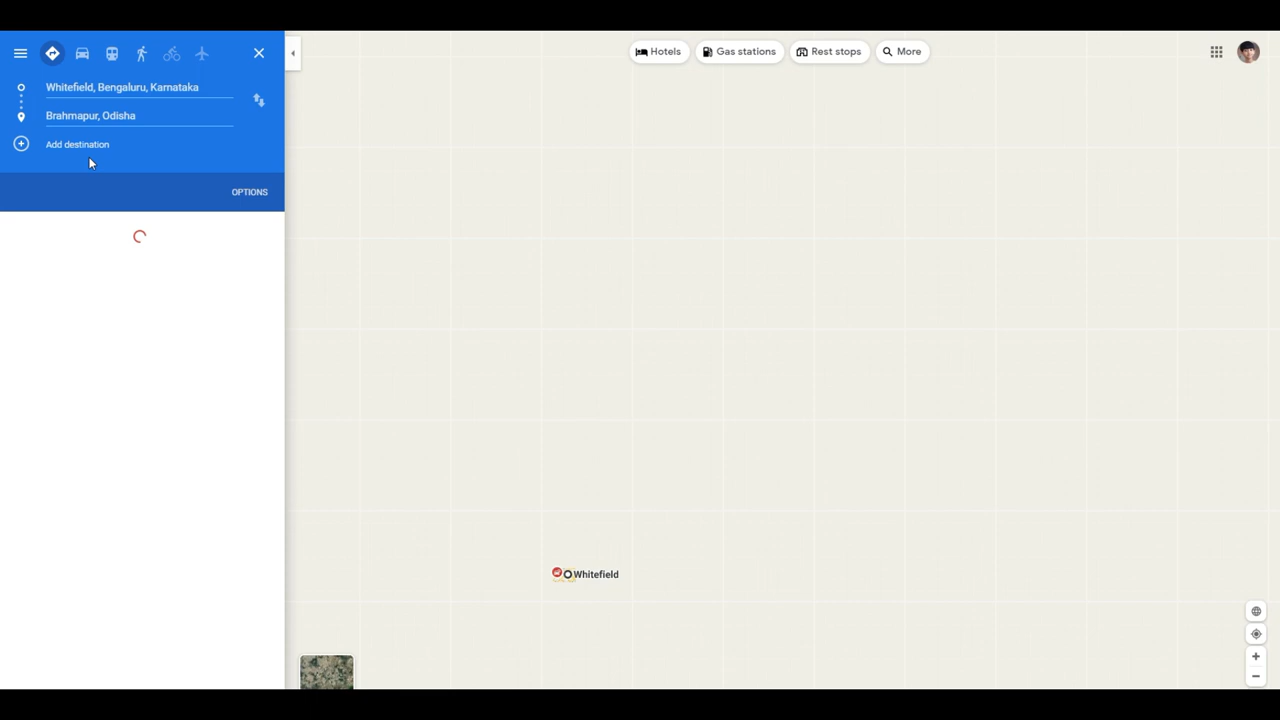 Hotels
Gas stations
Rest stops
More
Whitefield, Bengaluru, Karnataka
Brahmapur, Odisha
Add destination
OPTIONS
Whitefield